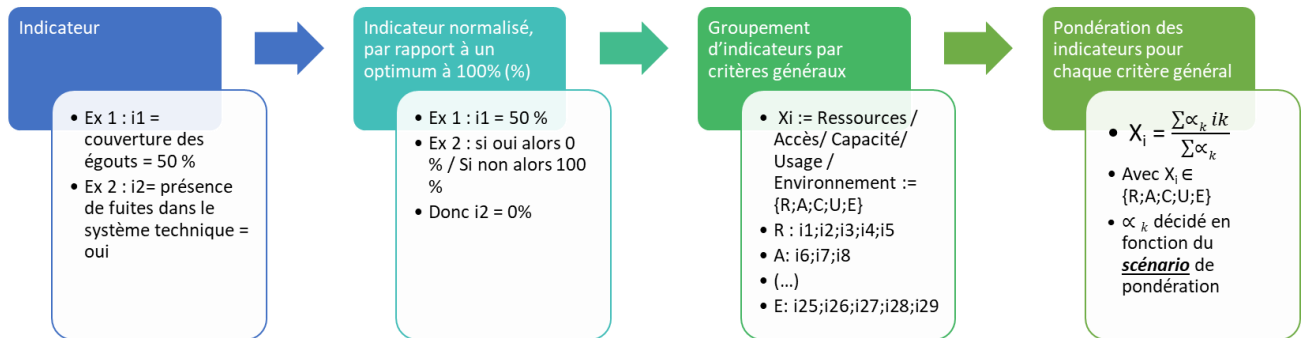 Indicateur
• Ex 1 : i1 =
couverture des
égouts = 50 %
• Ex 2 : i2= présence
de fuites dans le
système technique =
oui
Indicateur normalisé,
par rapport à un
optimum à 100% (%)
• Ex 1 : i1 = 50 %
• Ex 2 : si oui alors 0
% / Si non alors 100
%
• Donc i2 = 0%
Groupement
d’indicateurs par
critères généraux
• Xi := Ressources /
Accès/ Capacité/
Usage /
Environnement :=
{R;A;C;U;E}
• R : i1;i2;i3;i4;i5
• A: i6;i7;i8
• (...)
• E: i25;i26;i27;i28;i29
Pondération des
indicateurs pour
chaque critère général
• Xᵢ = ∑∝ₖ ik / ∑∝ₖ
• Avec Xᵢ ∈
{R;A;C;U;E}
• ∝ ₖ décidé en
fonction du
scénario de
pondération